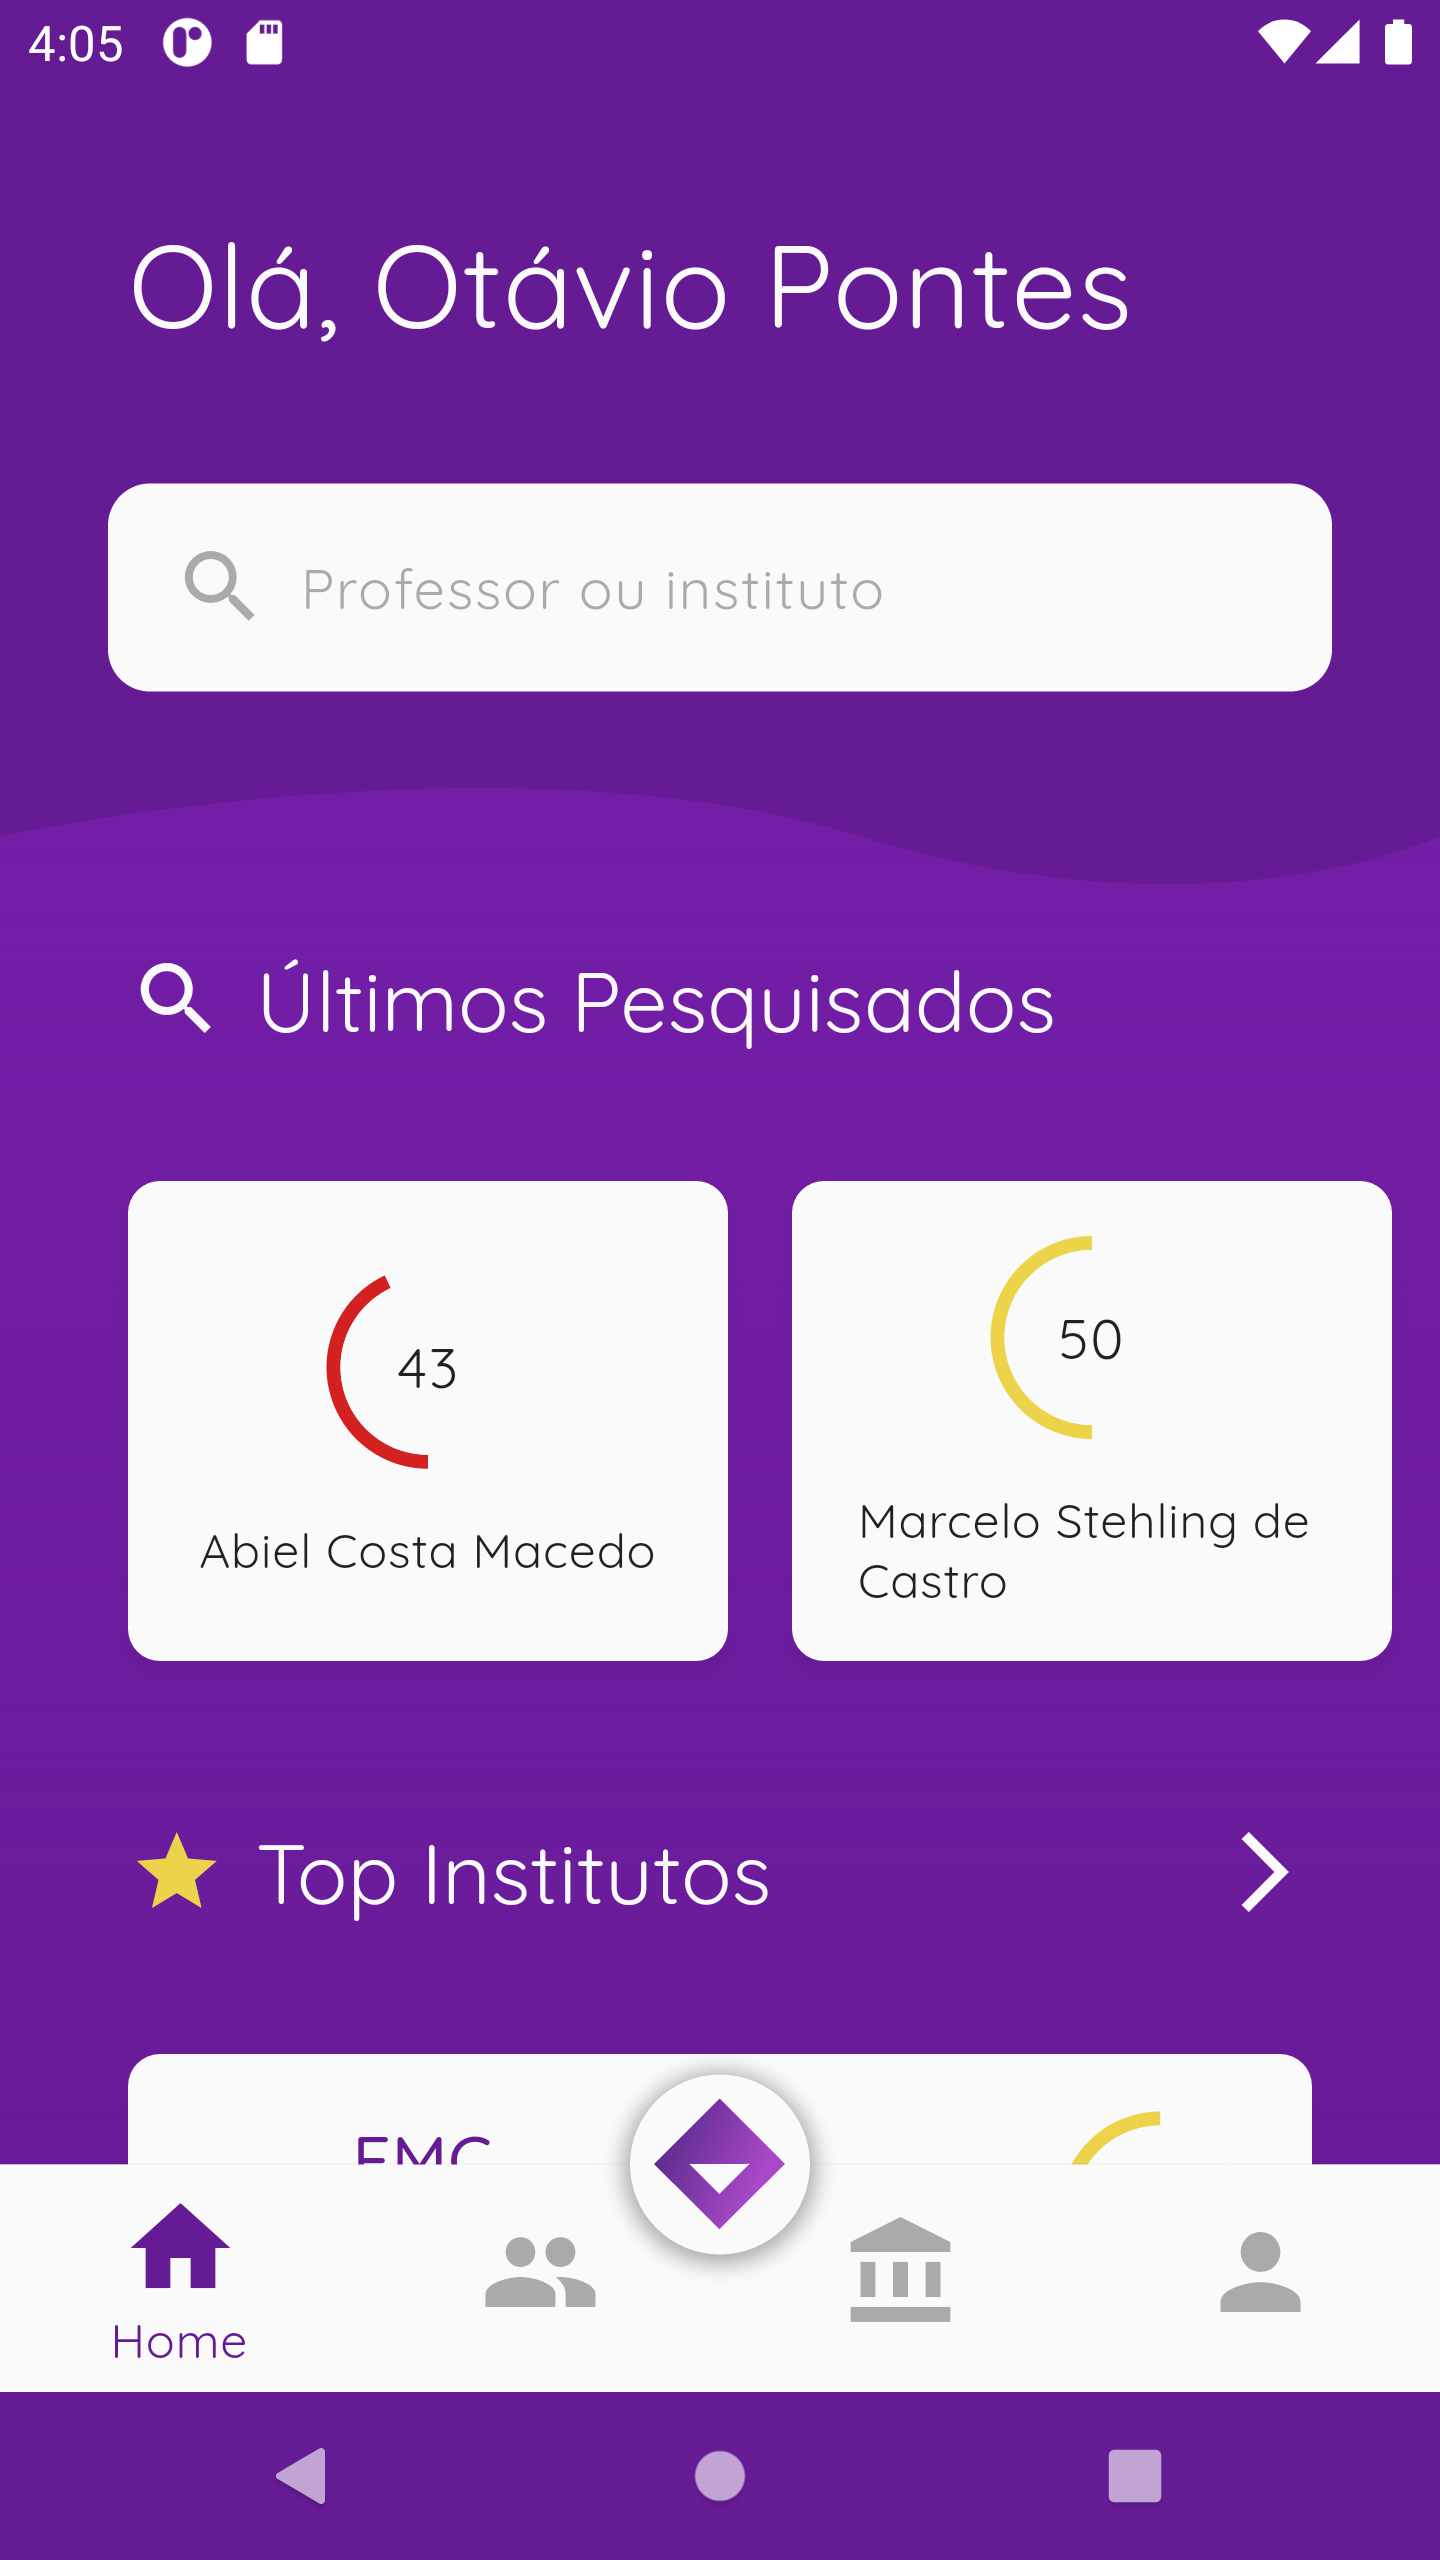 4:05
Olá, Otávio Pontes
Professor ou instituto
Últimos Pesquisados
43
50
Abiel Costa Macedo
Marcelo Stehling de
Castro
Top Institutos
EMC
Home